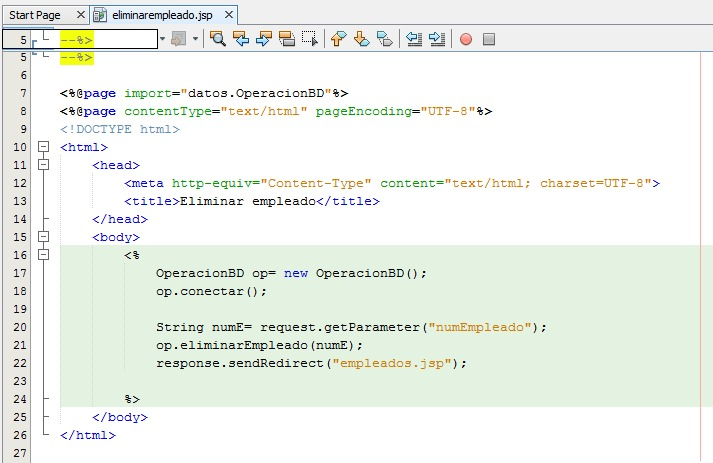 Start Page
eliminarempleado.jsp
5 --%>
5 --%>
6
7 <%@page import="datos.OperacionBD"%>
8 <%@page contentType="text/html" pageEncoding="UTF-8"%>
9 <!DOCTYPE html>
10 <html>
11 <head>
12 <meta http-equiv="Content-Type" content="text/html; charset=UTF-8">
13 <title>Eliminar empleado</title>
14 </head>
15 <body>
16 <%
17 OperacionBD op= new OperacionBD();
18 op.conectar();
19
20 String numE= request.getParameter("numEmpleado");
21 op.eliminarEmpleado(numE);
22 response.sendRedirect("empleados.jsp");
23
24 %>
25 </body>
26 </html>
27